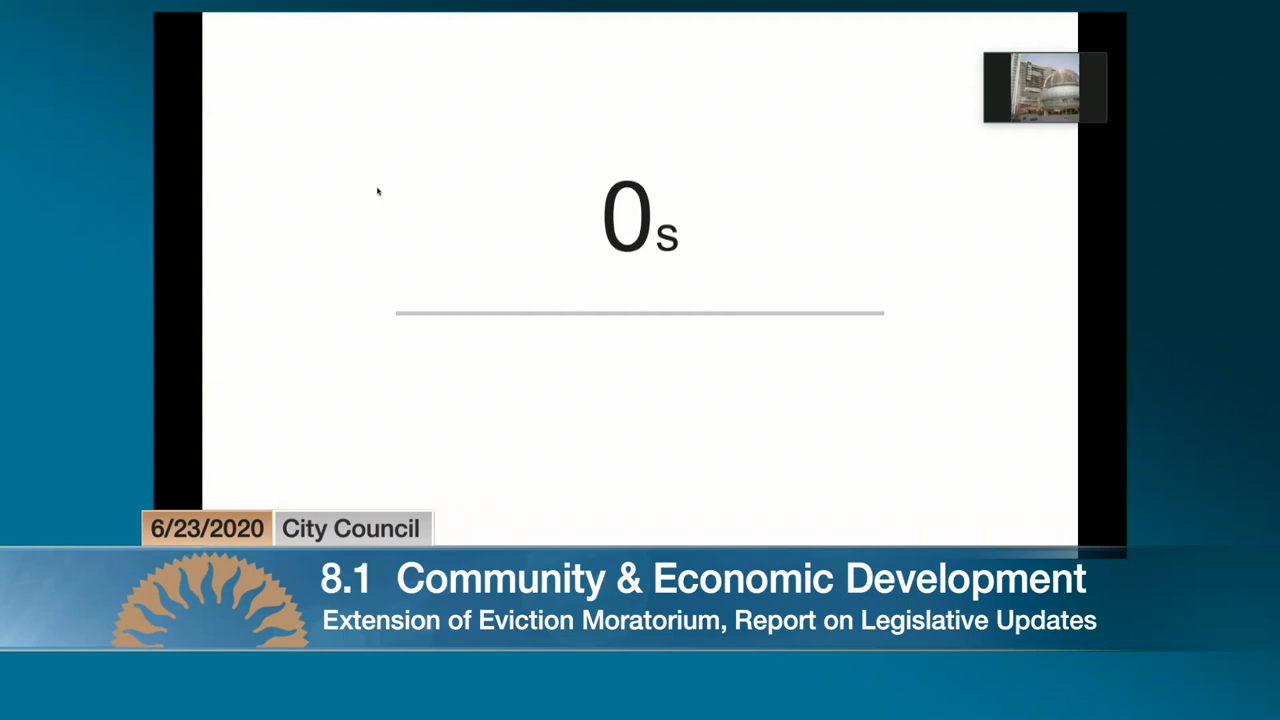 0s
6/23/2020 City Council
8.1 Community & Economic Development
Extension of Eviction Moratorium, Report on Legislative Updates